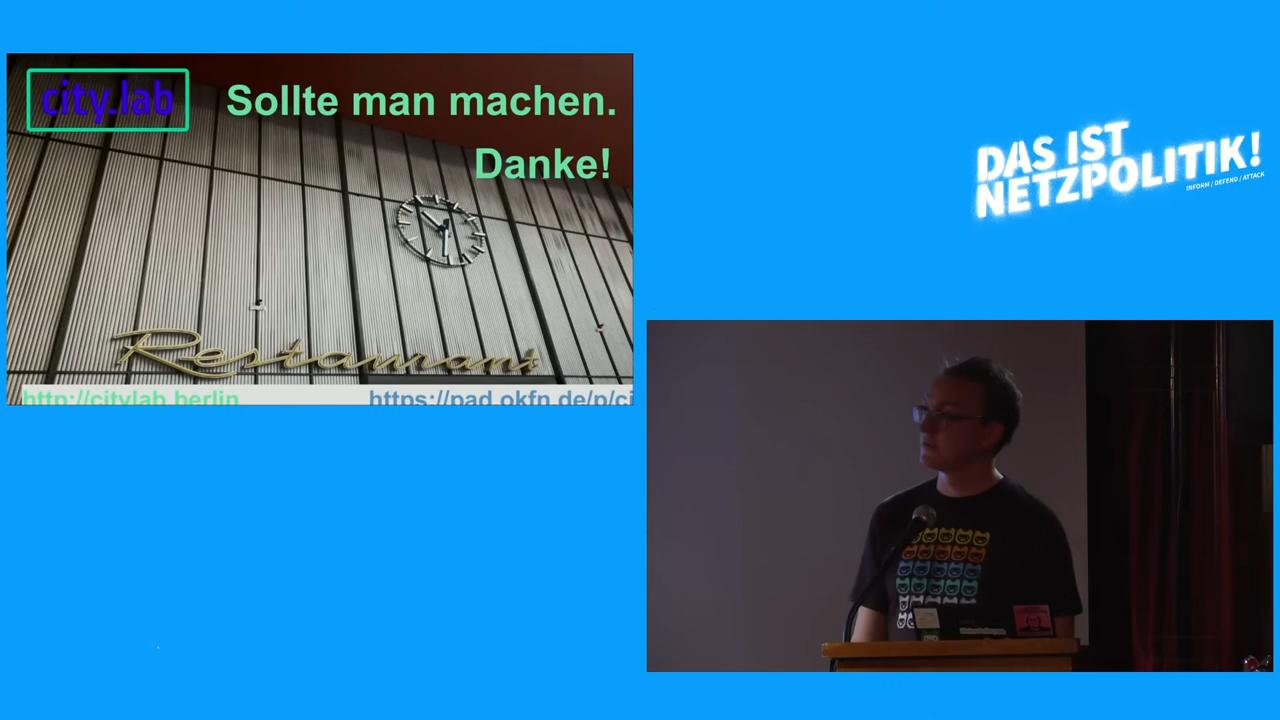 city.lab
Sollte man machen.
Danke!
Restaurant
http://citylab.berlin
https://pad.okfn.de/p/ci
DAS IST
NETZPOLITIK!
INFORM / DEFEND / ATTACK